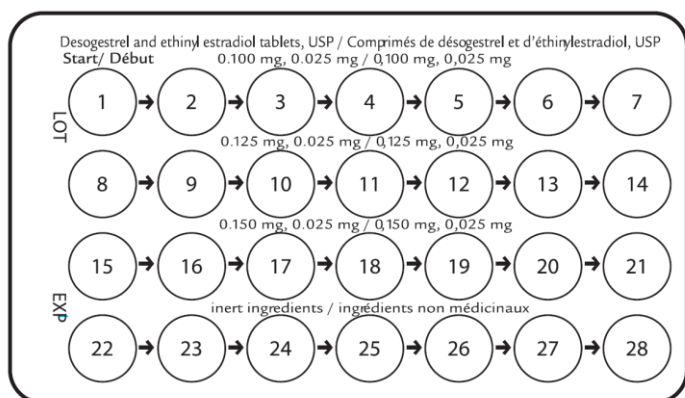 Desogestrel and ethinyl estradiol tablets, USP / Comprimés de désogestrel et d'éthinylestradiol, USP
Start/ Début 0.100 mg, 0.025 mg / 0,100 mg, 0,025 mg
1 2 3 4 5 6 7
LOT
0.125 mg, 0.025 mg / 0,125 mg, 0,025 mg
8 9 10 11 12 13 14
0.150 mg, 0.025 mg / 0,150 mg, 0,025 mg
15 16 17 18 19 20 21
EXP
inert ingredients / ingrédients non médicinaux
22 23 24 25 26 27 28